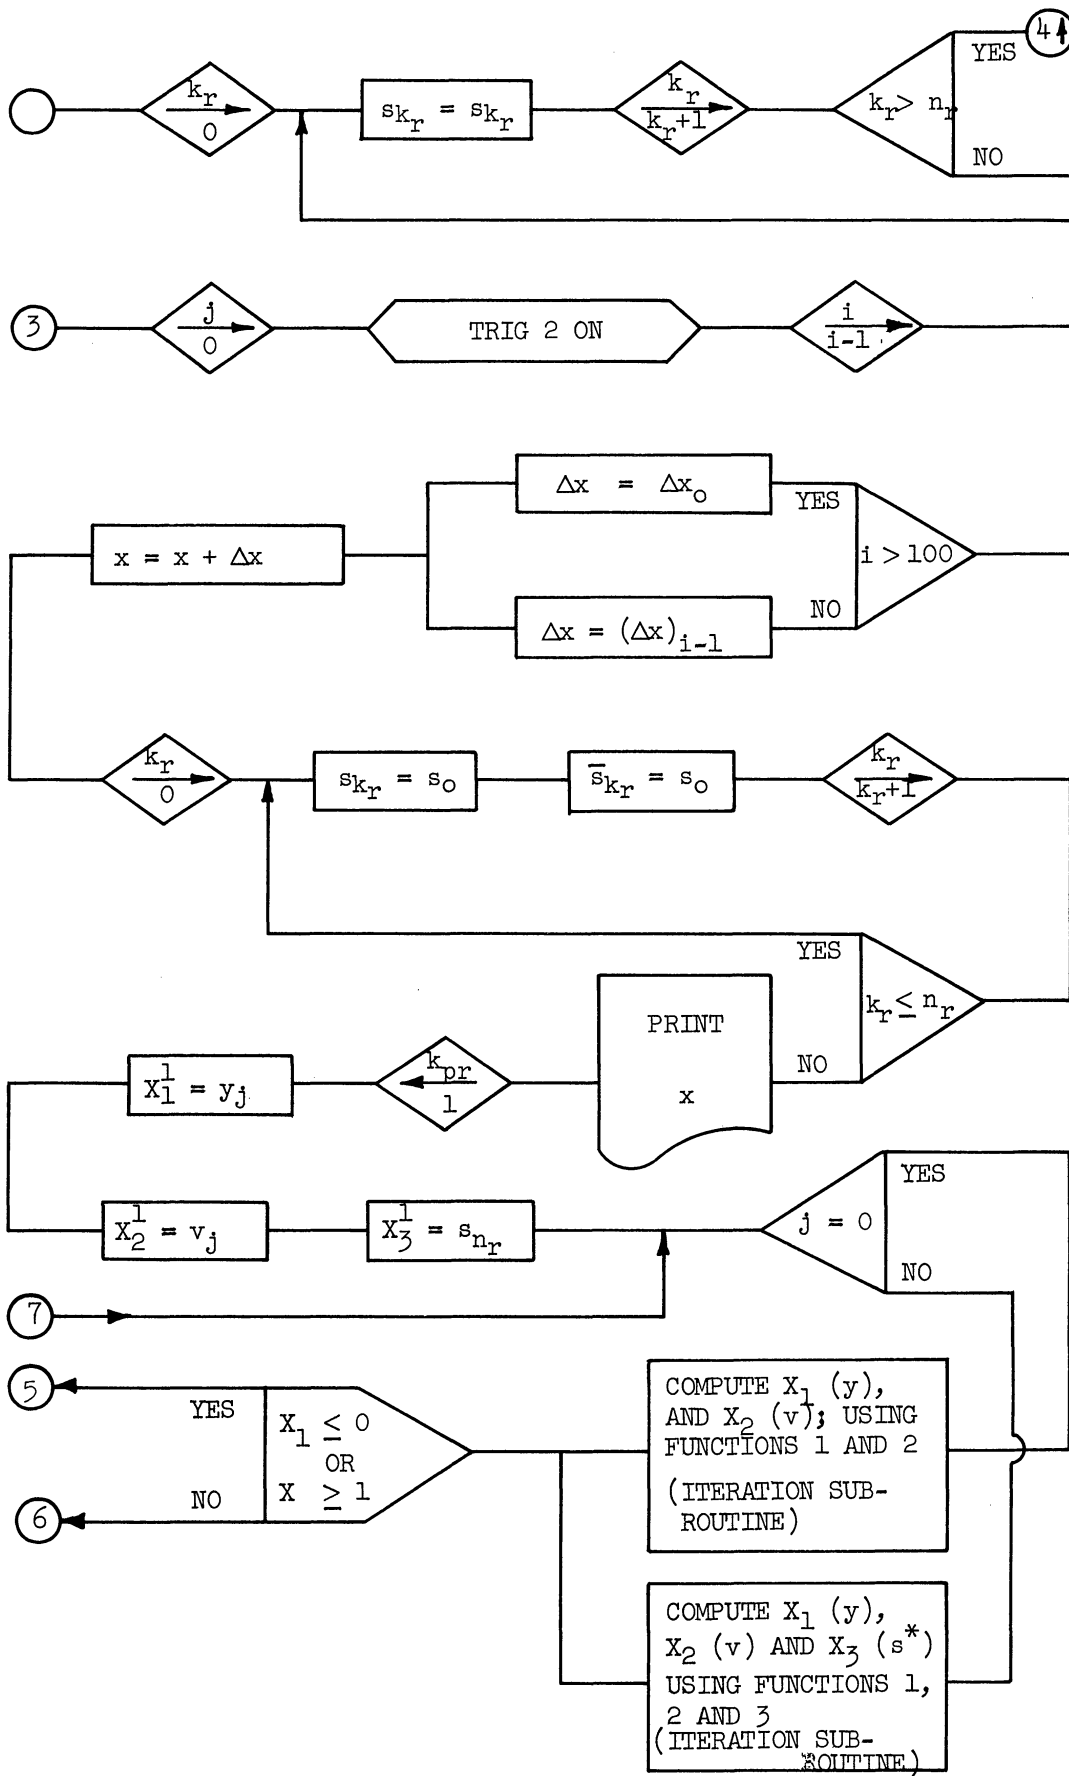 k_r
0
s_{k_r} = s_{k_r}
k_r
k_r+1
k_r > n_r
YES
NO
4
3
j
0
TRIG 2 ON
i
i-1
Δx = Δx_o
YES
x = x + Δx
i > 100
NO
Δx = (Δx)_{i-1}
k_r
0
s_{k_r} = s_o
s̄_{k_r} = s_o
k_r
k_r+1
YES
k_r ≤ n_r
NO
PRINT
x
k_{pr}
1
X_1^1 = y_j
X_2^1 = v_j
X_3^1 = s_{n_r}
j = 0
YES
NO
7
5
YES
X_1 ≤ 0
OR
X ≥ 1
NO
6
COMPUTE X_1 (y),
AND X_2 (v); USING
FUNCTIONS 1 AND 2
(ITERATION SUB-
ROUTINE)
COMPUTE X_1 (y),
X_2 (v) AND X_3 (s*)
USING FUNCTIONS 1,
2 AND 3
(ITERATION SUB-
ROUTINE)